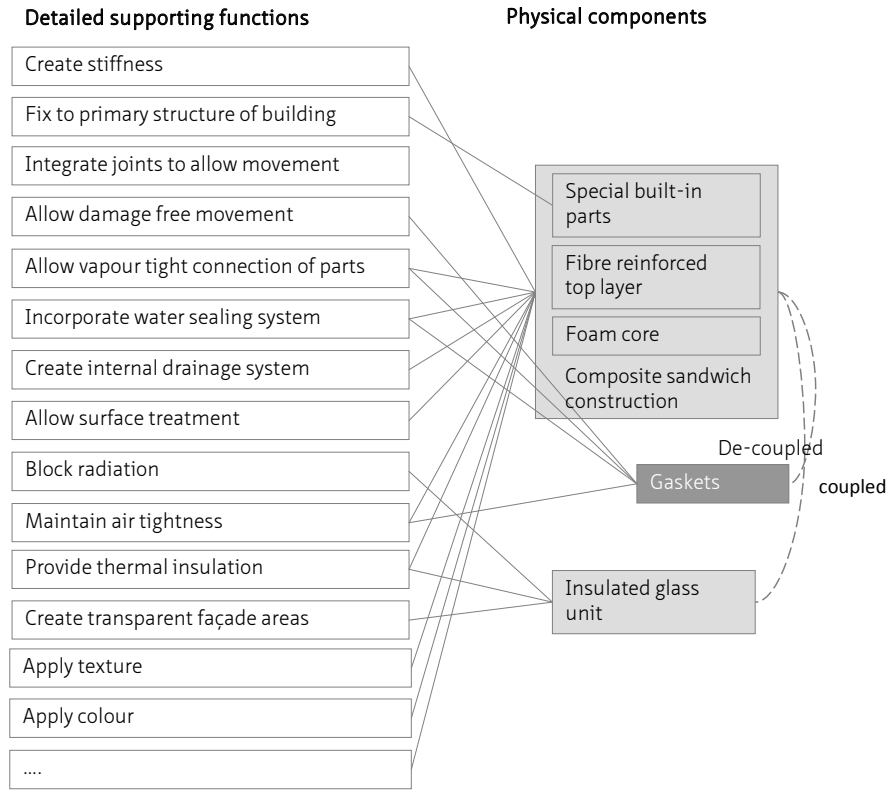 Detailed supporting functions
Physical components
Create stiffness
Fix to primary structure of building
Integrate joints to allow movement
Allow damage free movement
Allow vapour tight connection of parts
Incorporate water sealing system
Create internal drainage system
Allow surface treatment
Block radiation
Maintain air tightness
Provide thermal insulation
Create transparent façade areas
Apply texture
Apply colour
....
Special built-in
parts
Fibre reinforced
top layer
Foam core
Composite sandwich
construction
De-coupled
Gaskets
coupled
Insulated glass
unit